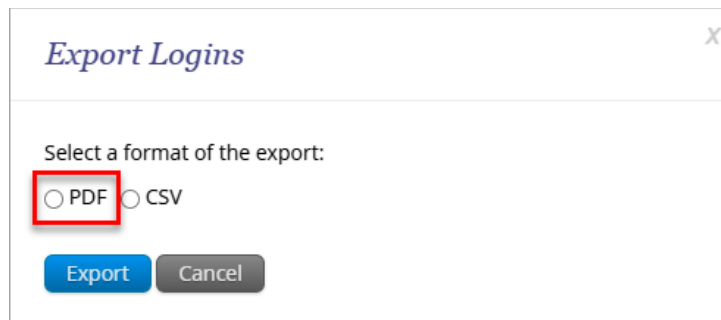 Export Logins
X
Select a format of the export:
PDF CSV
Export Cancel